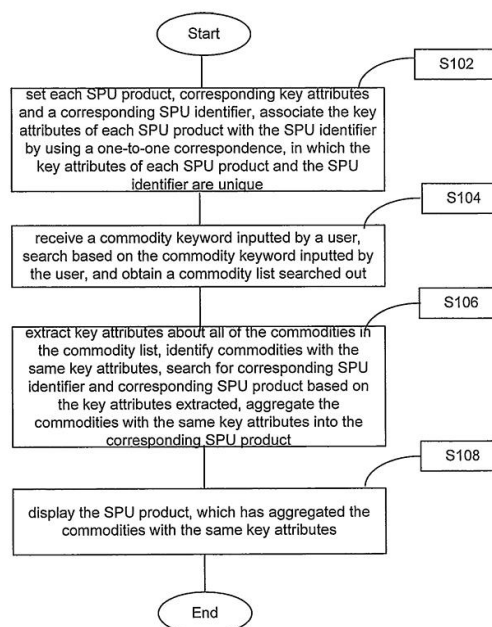 Start
S102
set each SPU product, corresponding key attributes
and a corresponding SPU identifier, associate the key
attributes of each SPU product with the SPU identifier
by using a one-to-one correspondence, in which the
key attributes of each SPU product and the SPU
identifier are unique
S104
receive a commodity keyword inputted by a user,
search based on the commodity keyword inputted by
the user, and obtain a commodity list searched out
S106
extract key attributes about all of the commodities in
the commodity list, identify commodities with the
same key attributes, search for corresponding SPU
identifier and corresponding SPU product based on
the key attributes extracted, aggregate the
commodities with the same key attributes into the
corresponding SPU product
S108
display the SPU product, which has aggregated the
commodities with the same key attributes
End